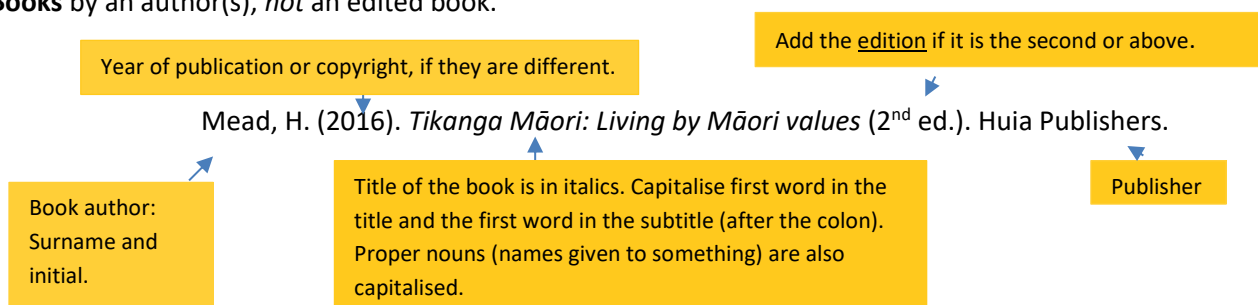 Books by an author(s), not an edited book.
Add the edition if it is the second or above.
Year of publication or copyright, if they are different.
Mead, H. (2016). Tikanga Māori: Living by Māori values (2nd ed.). Huia Publishers.
Book author:
Surname and
initial.
Title of the book is in italics. Capitalise first word in the
title and the first word in the subtitle (after the colon).
Proper nouns (names given to something) are also
capitalised.
Publisher